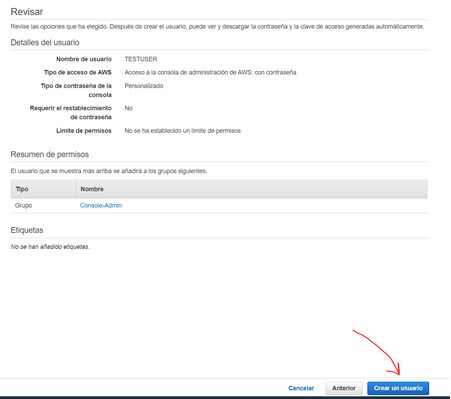 Revisar
Revise las opciones que ha elegido. Después de crear el usuario, puede ver y descargar la contraseña y la clave de acceso generadas automáticamente.
Detalles del usuario
Nombre de usuario TESTUSER
Tipo de acceso de AWS Acceso a la consola de administración de AWS: con contraseña
Tipo de contraseña de la Personalizado
consola
Requerir el restablecimiento No
de contraseña
Límite de permisos No se ha establecido un límite de permisos
Resumen de permisos
El usuario que se muestra más arriba se añadirá a los grupos siguientes.
Tipo Nombre
Grupo Console-Admin
Etiquetas
No se han añadido etiquetas.
Cancelar Anterior Crear un usuario